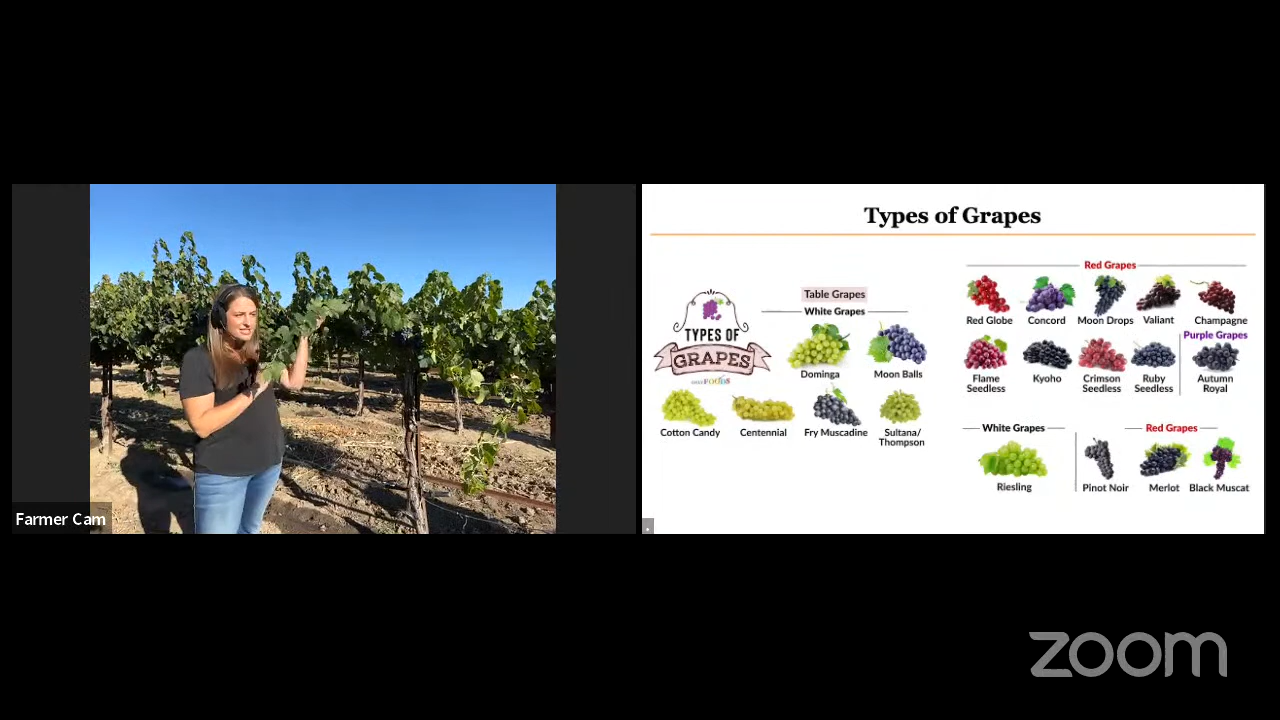 Types of Grapes
Red Grapes
Table Grapes
White Grapes
Red Globe Concord Moon Drops Valiant Champagne
TYPES OF
GRAPES
Purple Grapes
Dominga Moon Balls
Flame Seedless Kyoho Crimson Seedless Ruby Seedless Autumn Royal
Cotton Candy Centennial Fry Muscadine Sultana/
Thompson
White Grapes Red Grapes
Riesling Pinot Noir Merlot Black Muscat
Farmer Cam
zoom